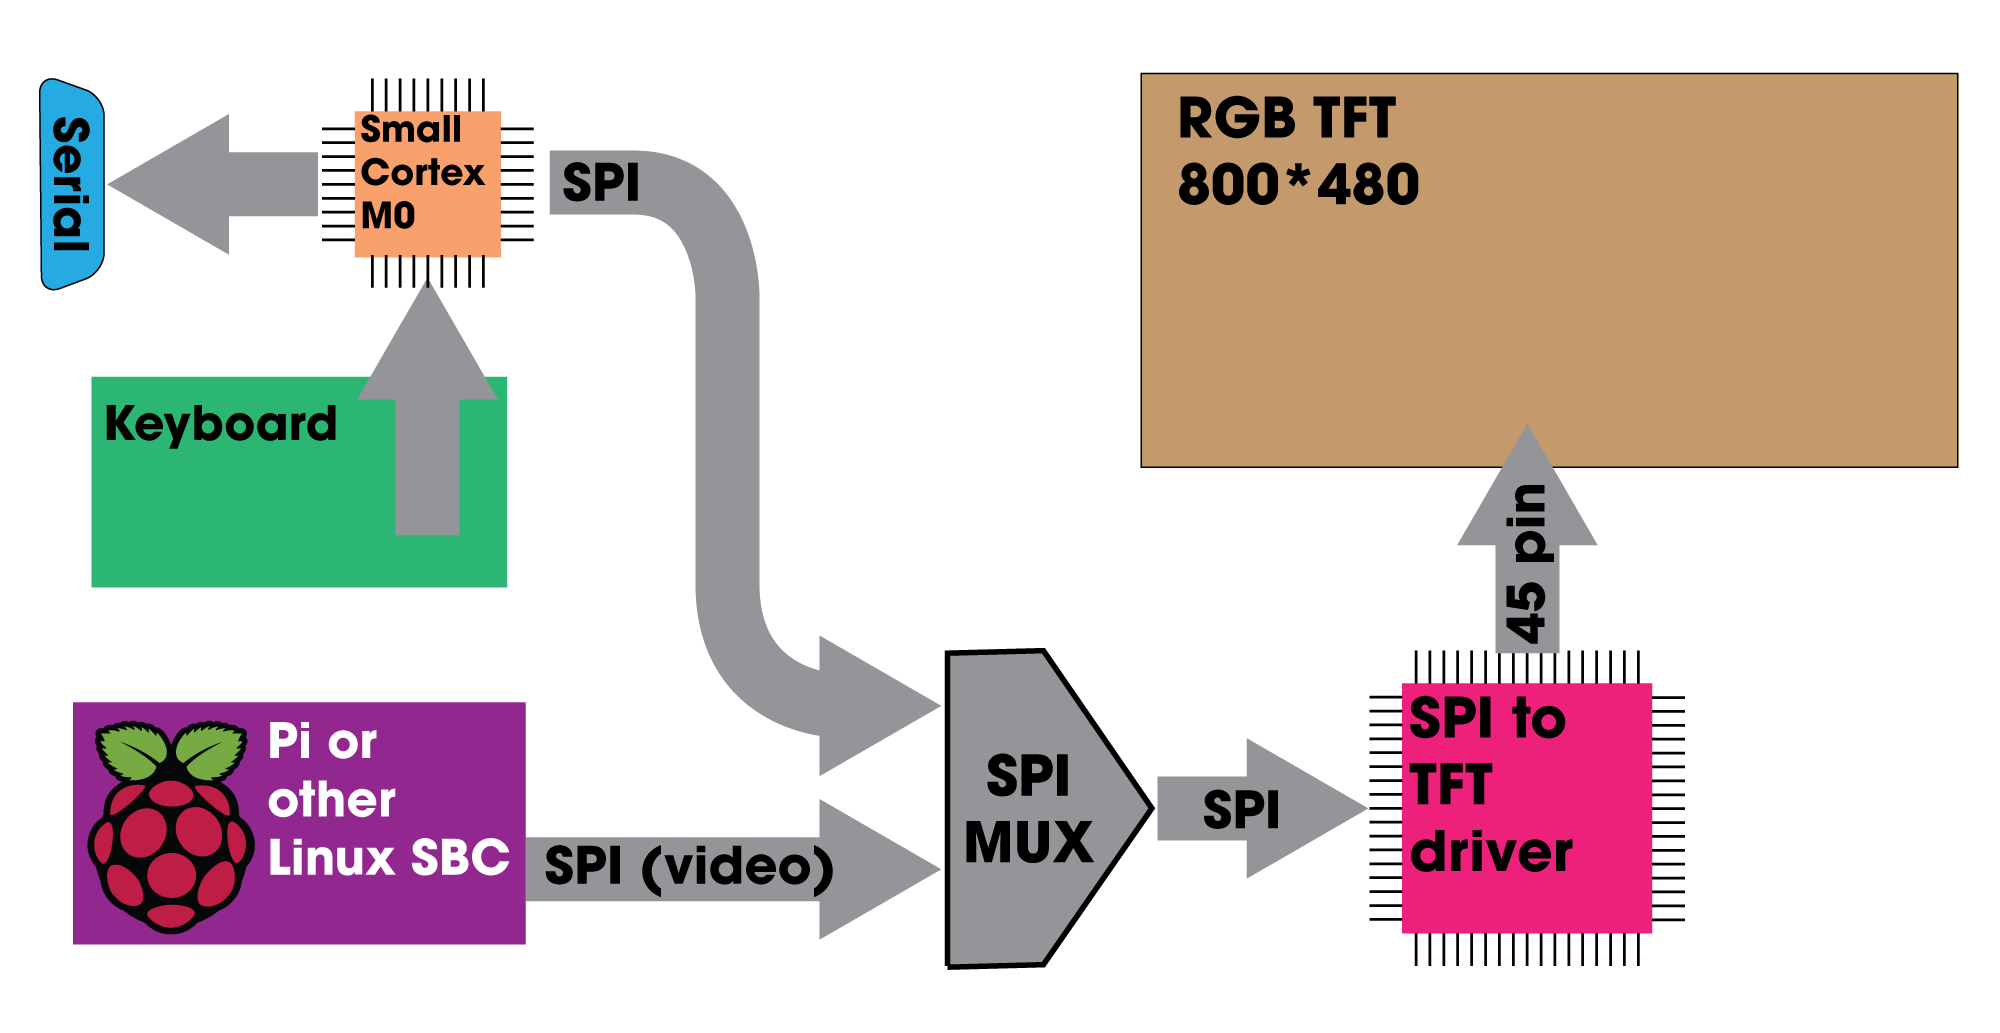 Serial
Small
Cortex
M0
SPI
RGB TFT
800*480
Keyboard
45 pin
Pi or
other
Linux SBC
SPI (video)
SPI
MUX
SPI
SPI to
TFT
driver